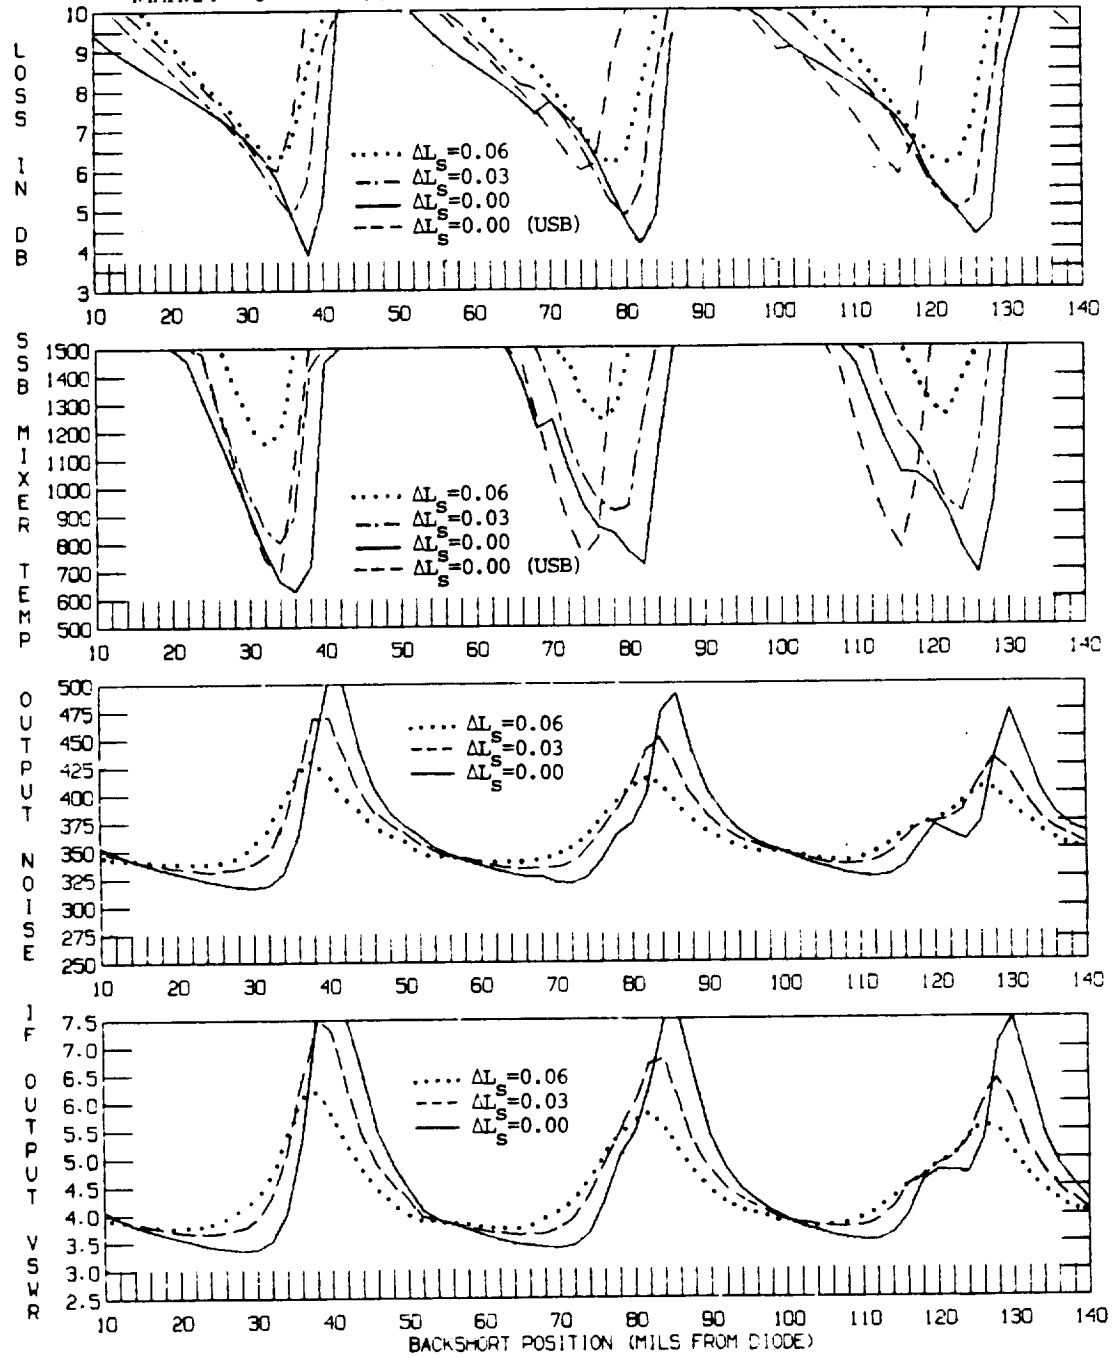 10
9
8
7
6
5
4
3
LOSS IN DB
ΔLs=0.06
ΔLs=0.03
ΔLs=0.00
ΔLs=0.00 (USB)
10 20 30 40 50 60 70 80 90 100 110 120 130 140
1500
1400
1300
1200
1100
1000
900
800
700
600
500
SSB MIXER TEMP
ΔLs=0.06
ΔLs=0.03
ΔLs=0.00
ΔLs=0.00 (USB)
10 20 30 40 50 60 70 80 90 100 110 120 130 140
500
475
450
425
400
375
350
325
300
275
250
OUTPUT NOISE
ΔLs=0.06
ΔLs=0.03
ΔLs=0.00
10 20 30 40 50 60 70 80 90 100 110 120 130 140
7.5
7.0
6.5
6.0
5.5
5.0
4.5
4.0
3.5
3.0
2.5
IF OUTPUT VSWR
ΔLs=0.06
ΔLs=0.03
ΔLs=0.00
10 20 30 40 50 60 70 80 90 100 110 120 130 140
BACKSHORT POSITION (MILS FROM DIODE)